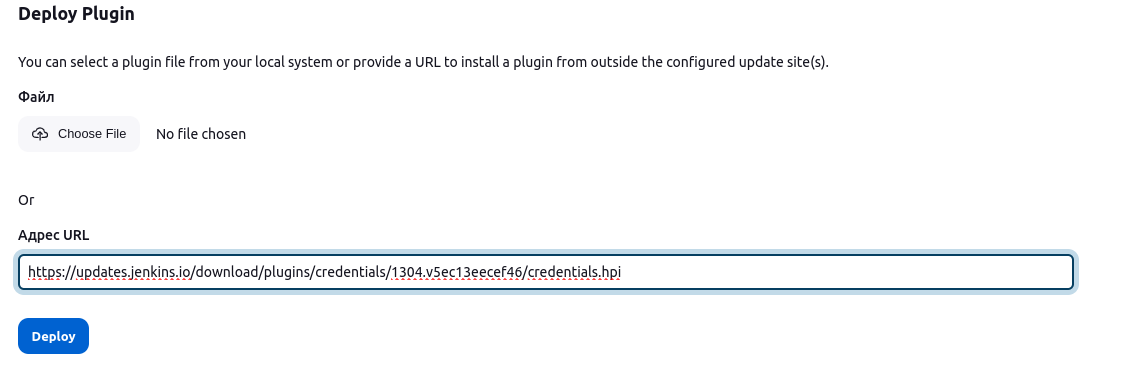 Deploy Plugin
You can select a plugin file from your local system or provide a URL to install a plugin from outside the configured update site(s).
Файл
Choose File No file chosen
Or
Адрес URL
https://updates.jenkins.io/download/plugins/credentials/1304.v5ec13eecef46/credentials.hpi
Deploy